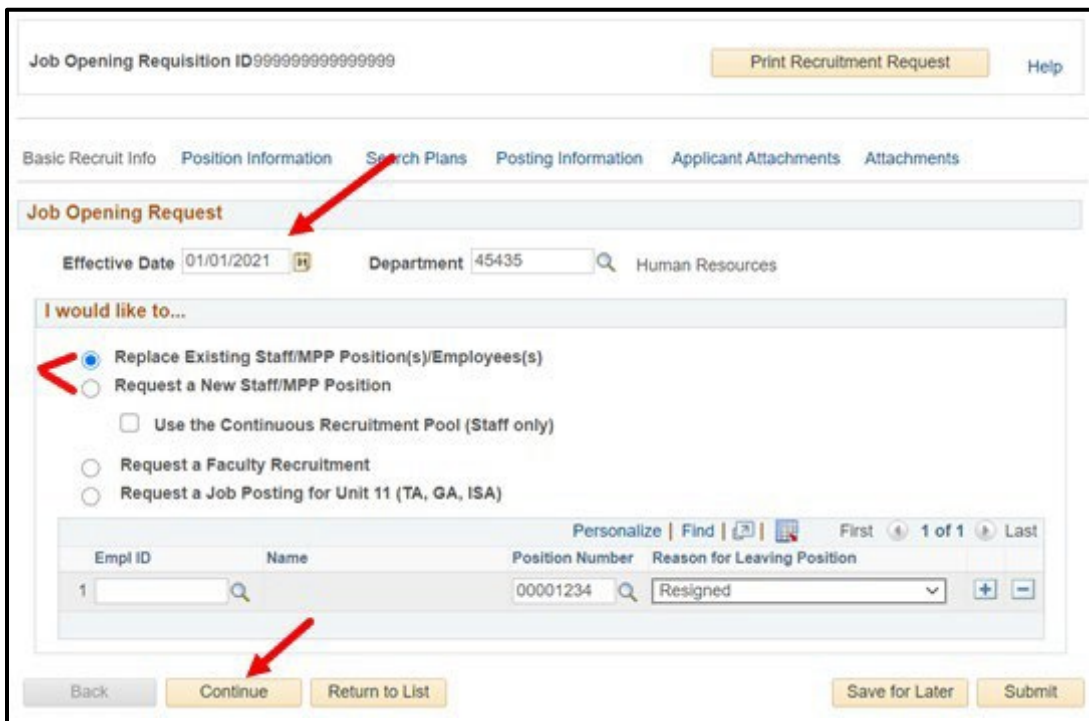 Job Opening Requisition ID999999999999999 Print Recruitment Request Help
Basic Recruit Info Position Information Search Plans Posting Information Applicant Attachments Attachments
Job Opening Request
Effective Date 01/01/2021 Department 45435 Human Resources
I would like to...
Replace Existing Staff/MPP Position(s)/Employees(s)
Request a New Staff/MPP Position
Use the Continuous Recruitment Pool (Staff only)
Request a Faculty Recruitment
Request a Job Posting for Unit 11 (TA, GA, ISA)
Personalize | Find | | First 1 of 1 Last
Empl ID Name Position Number Reason for Leaving Position
1 00001234 Resigned
Back Continue Return to List Save for Later Submit